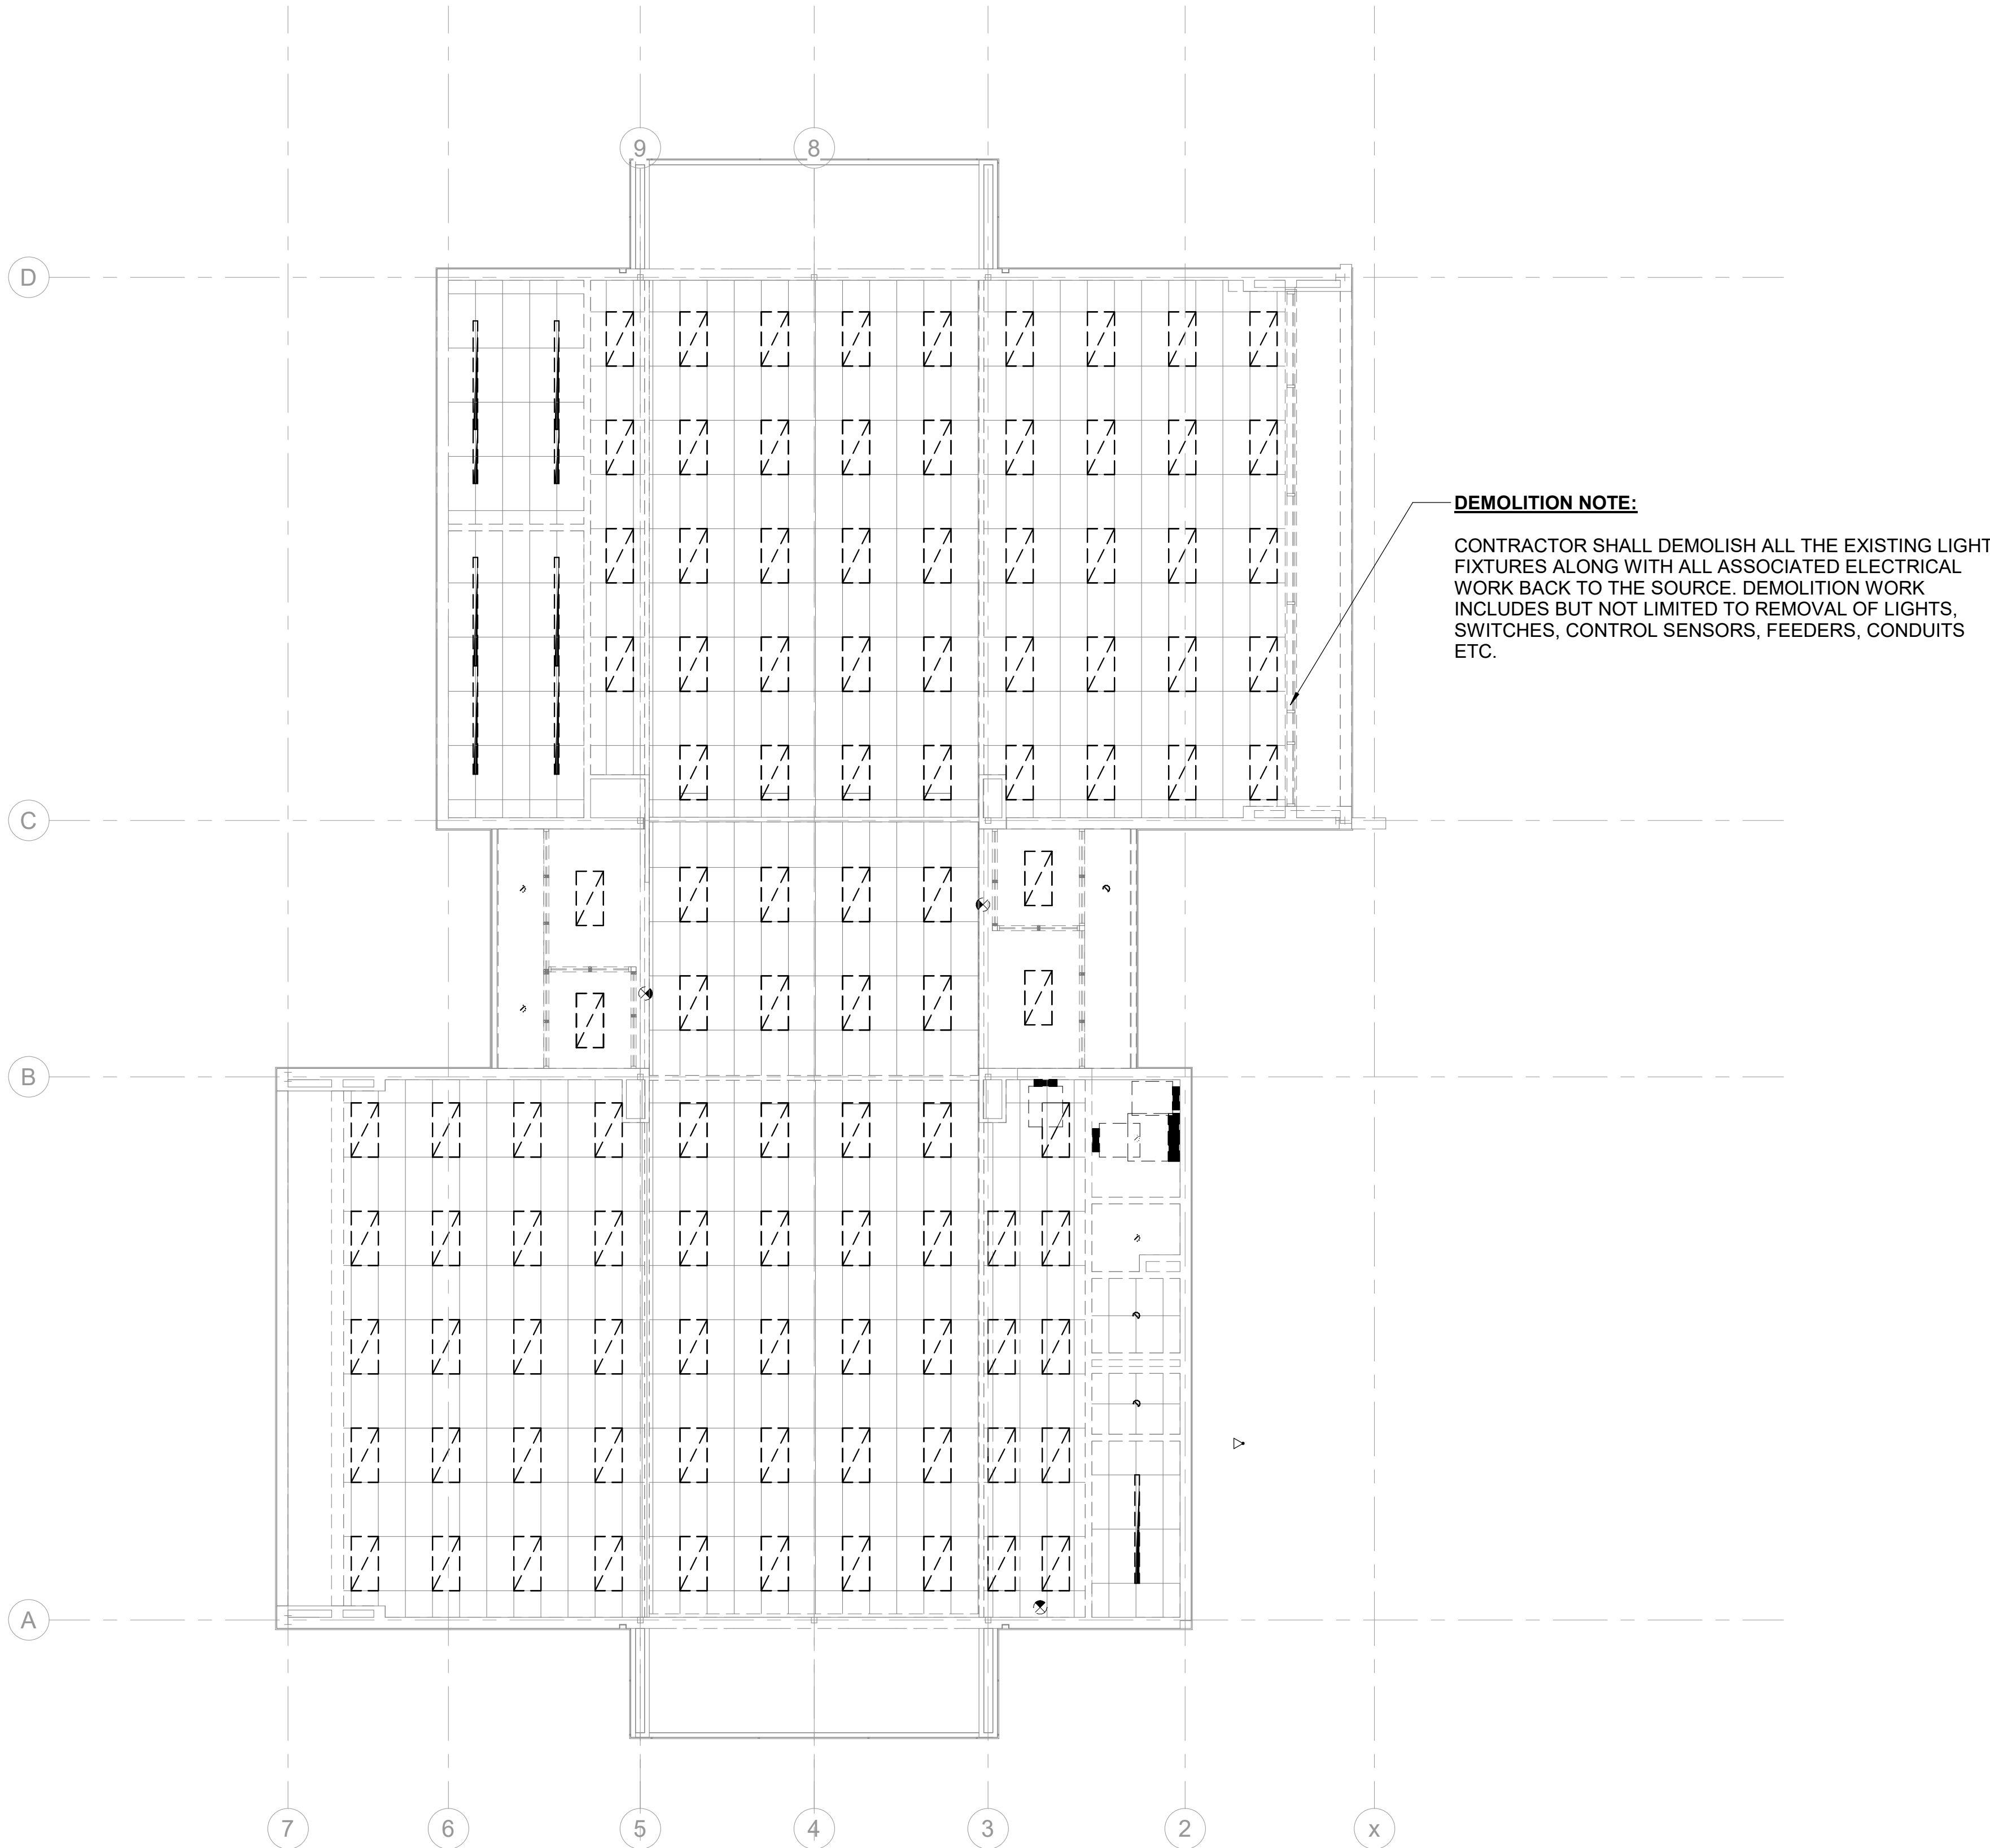 9
8
D
DEMOLITION NOTE:
CONTRACTOR SHALL DEMOLISH ALL THE EXISTING LIGHT
FIXTURES ALONG WITH ALL ASSOCIATED ELECTRICAL
WORK BACK TO THE SOURCE. DEMOLITION WORK
INCLUDES BUT NOT LIMITED TO REMOVAL OF LIGHTS,
SWITCHES, CONTROL SENSORS, FEEDERS, CONDUITS
ETC.
C
B
A
7
6
5
4
3
2
x